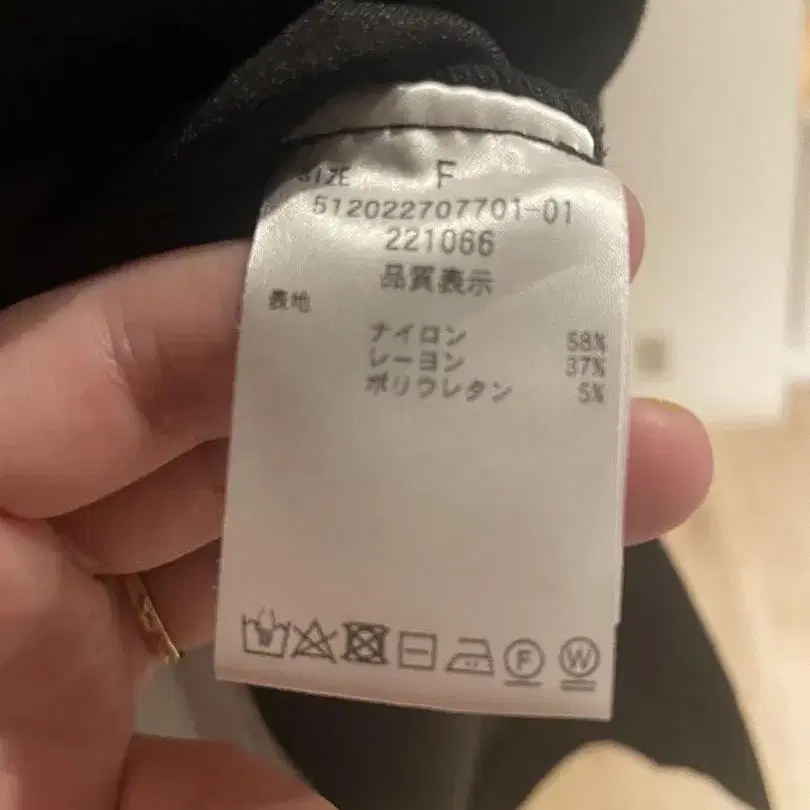 SIZE F
512022707701-01
221066
品質表示
表地
ナイロン 58%
レーヨン 37%
ポリウレタン 5%
F W